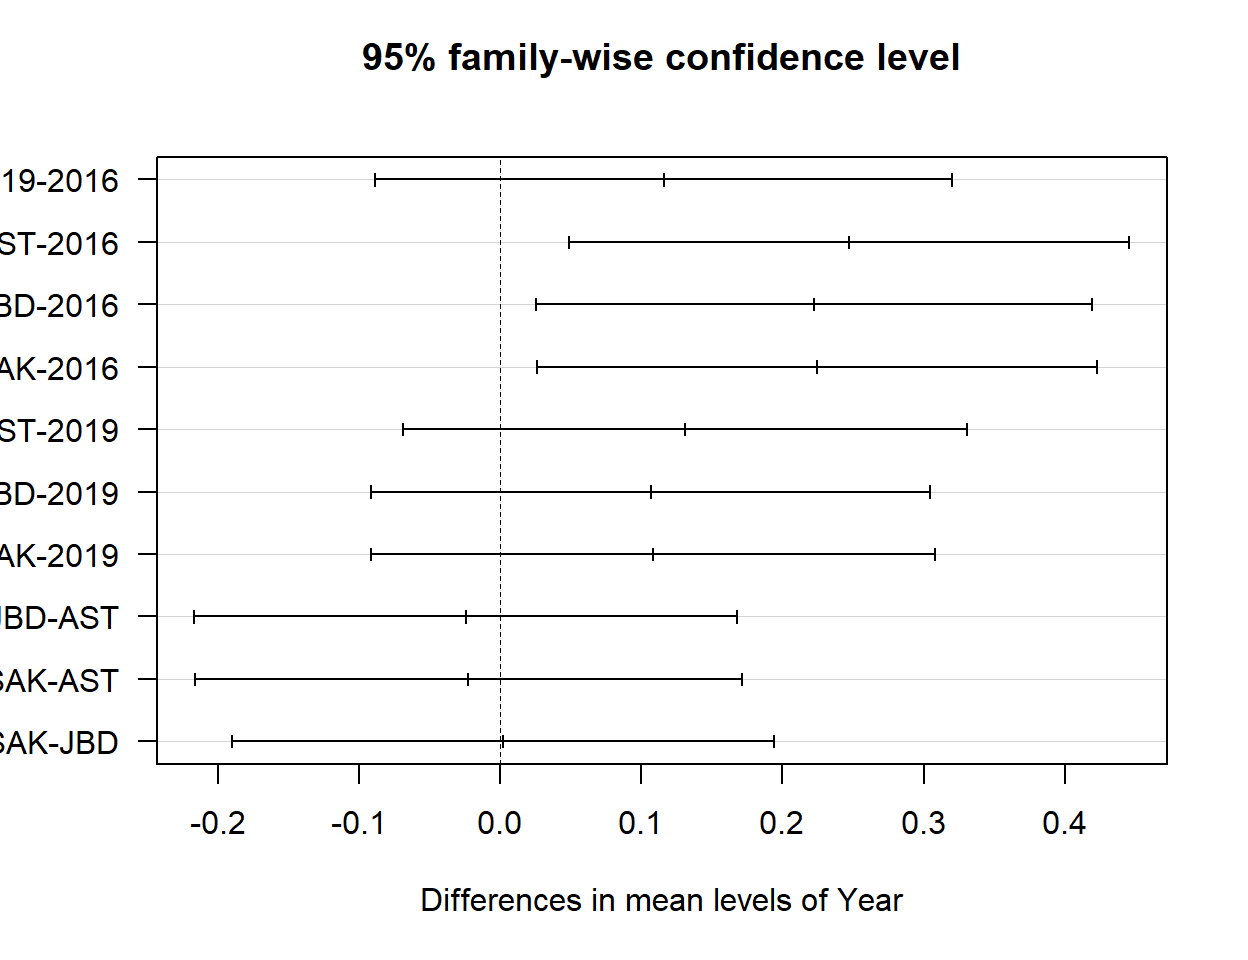 95% family-wise confidence level
19-2016
ST-2016
BD-2016
AK-2016
ST-2019
BD-2019
AK-2019
JBD-AST
SAK-AST
SAK-JBD
-0.2 -0.1 0.0 0.1 0.2 0.3 0.4
Differences in mean levels of Year